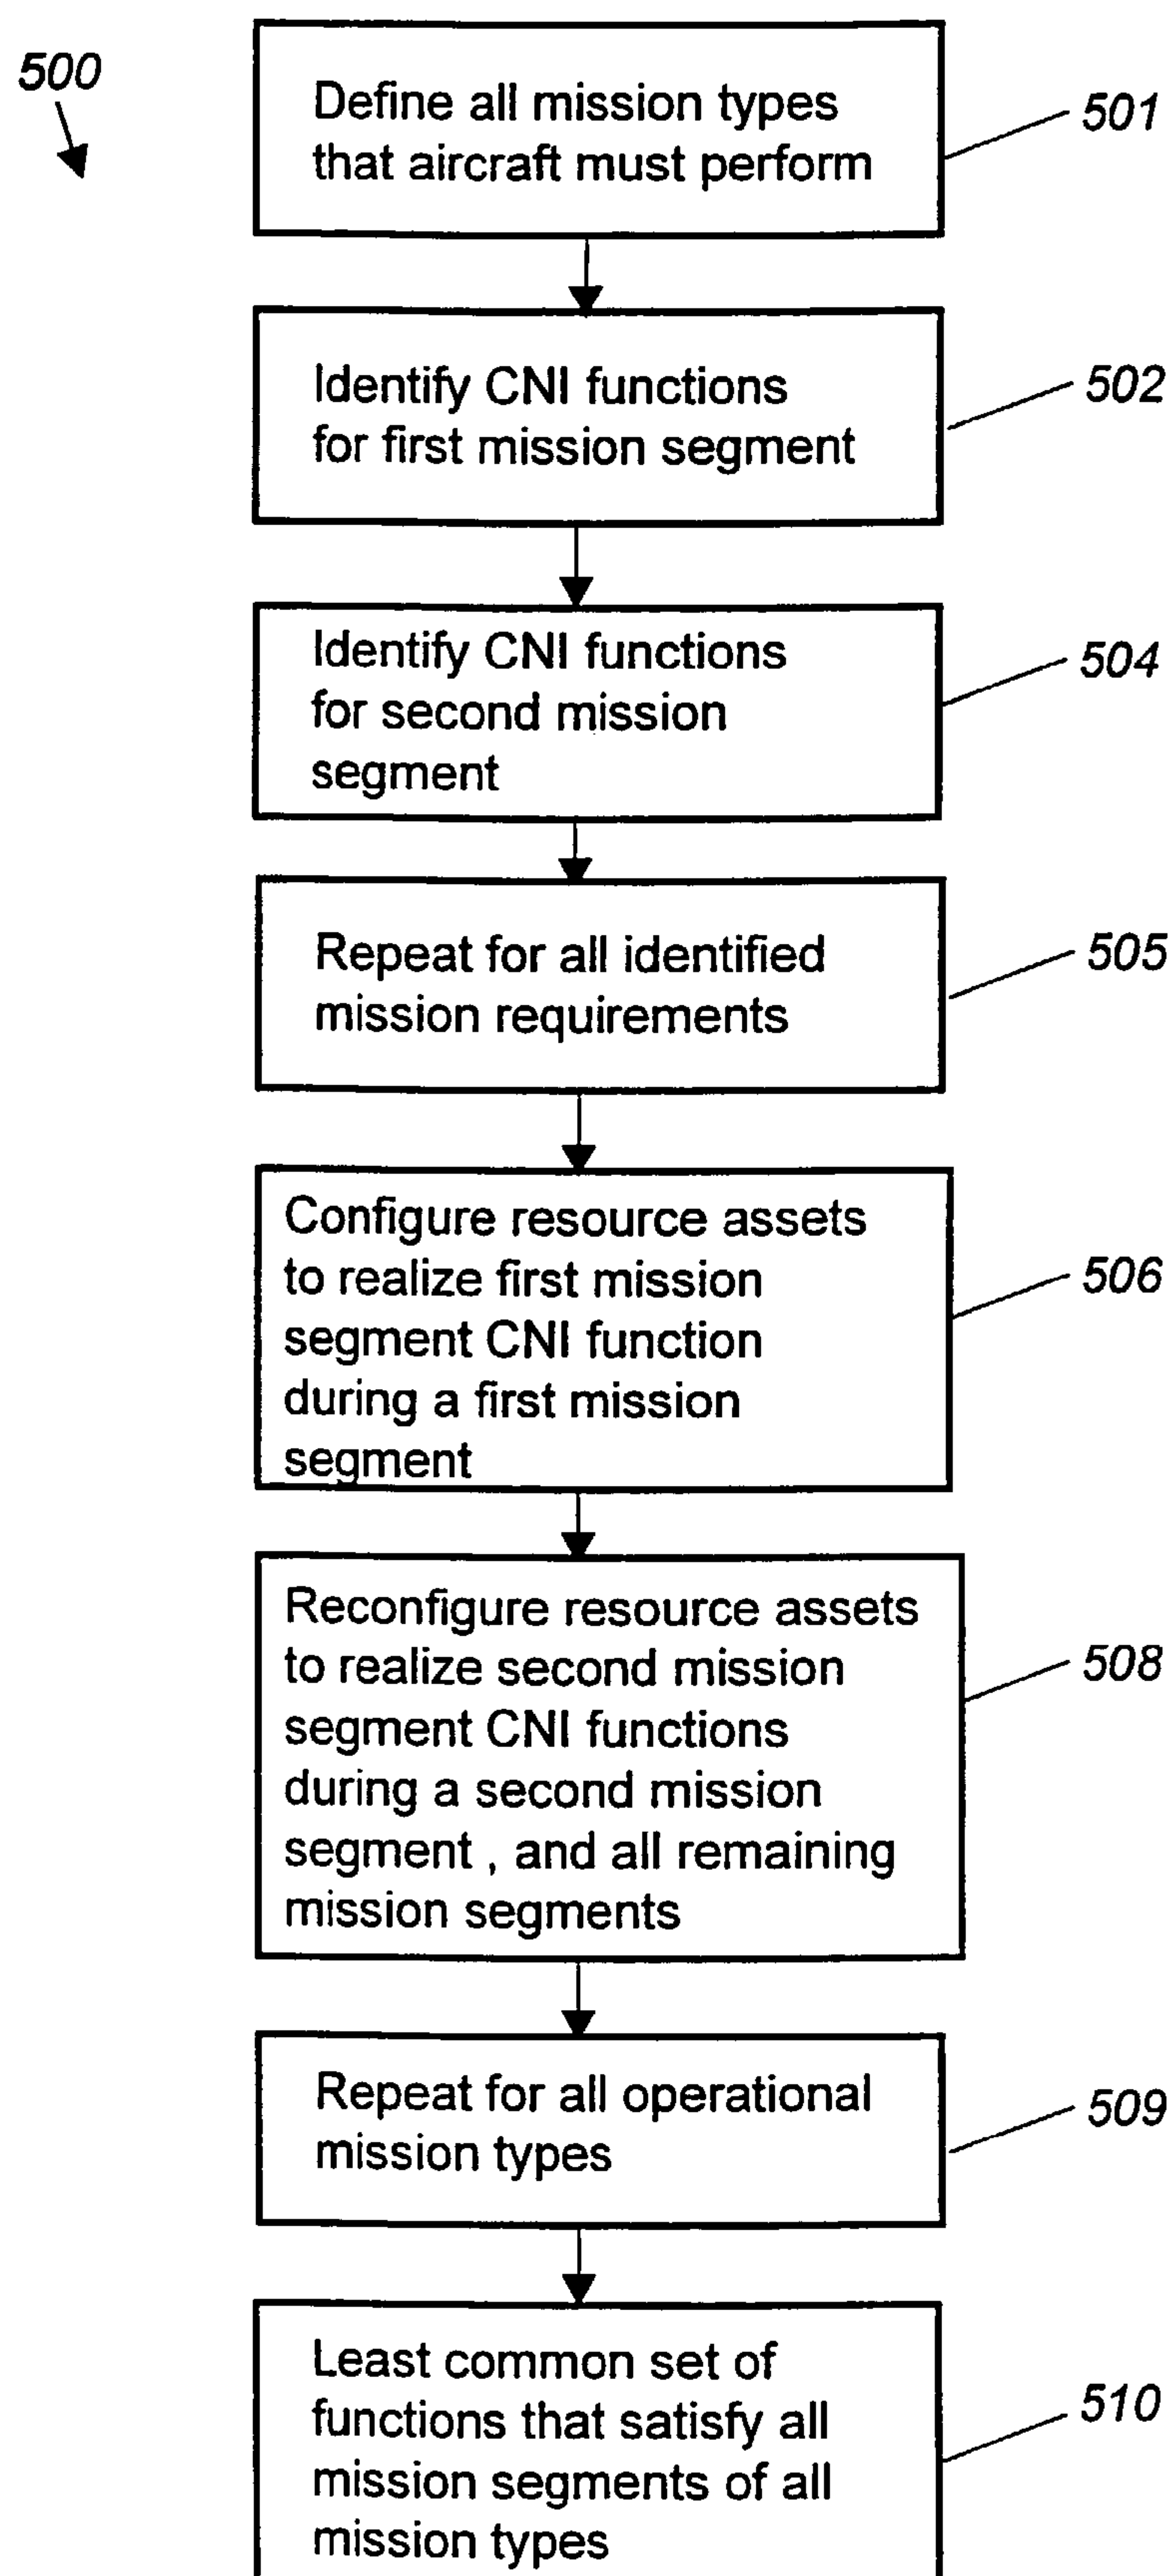 500
Define all mission types
that aircraft must perform
501
Identify CNI functions
for first mission segment
502
Identify CNI functions
for second mission
segment
504
Repeat for all identified
mission requirements
505
Configure resource assets
to realize first mission
segment CNI function
during a first mission
segment
506
Reconfigure resource assets
to realize second mission
segment CNI functions
during a second mission
segment , and all remaining
mission segments
508
Repeat for all operational
mission types
509
Least common set of
functions that satisfy all
mission segments of all
mission types
510